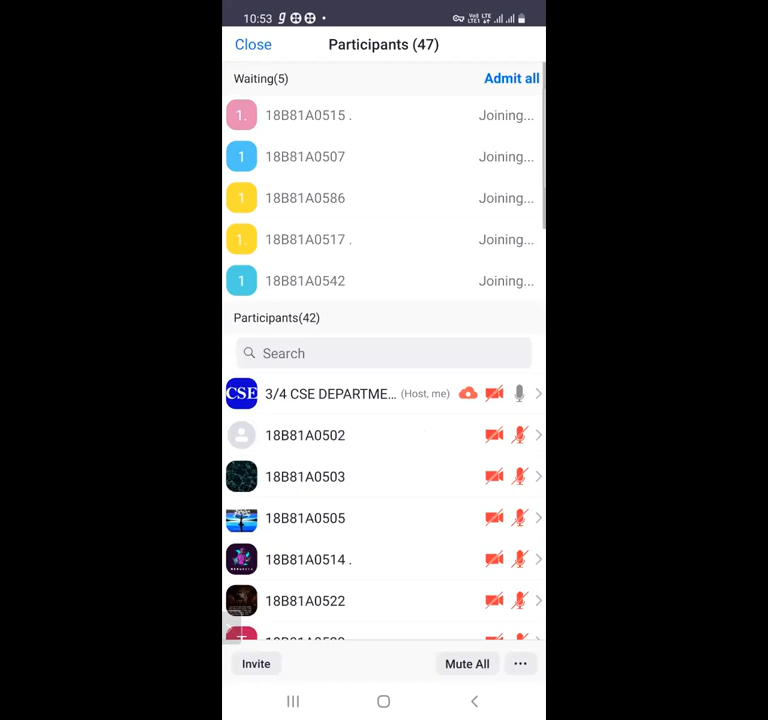 10:53
Close Participants (47)
Waiting(5) Admit all
1. 18B81A0515 . Joining...
1 18B81A0507 Joining...
1 18B81A0586 Joining...
1. 18B81A0517 . Joining...
1 18B81A0542 Joining...
Participants(42)
Search
CSE 3/4 CSE DEPARTME... (Host, me)
18B81A0502
18B81A0503
18B81A0505
18B81A0514 .
18B81A0522
Invite Mute All ...